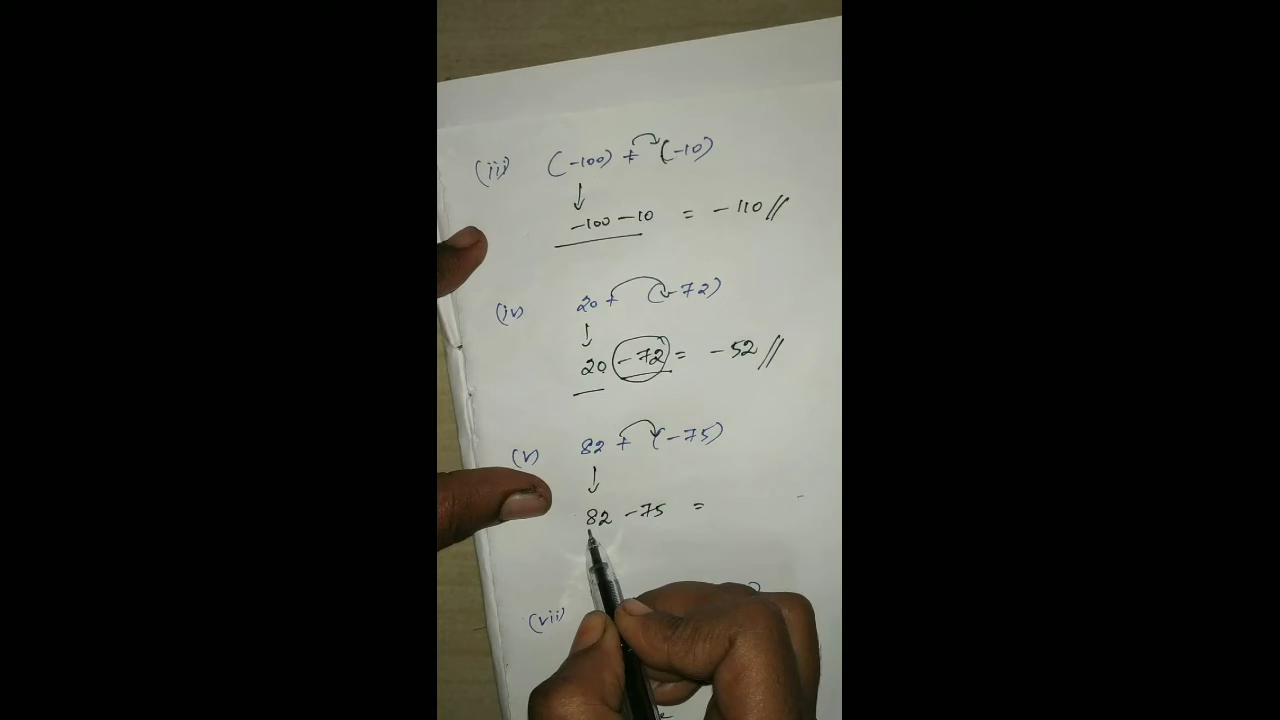 (iii) (-100) + (-10)
-100 -10 = -110 //
(iv) 20 + (-72)
20 -72 = -52 //
(v) 82 + (-75)
82 -75 =
(vii)